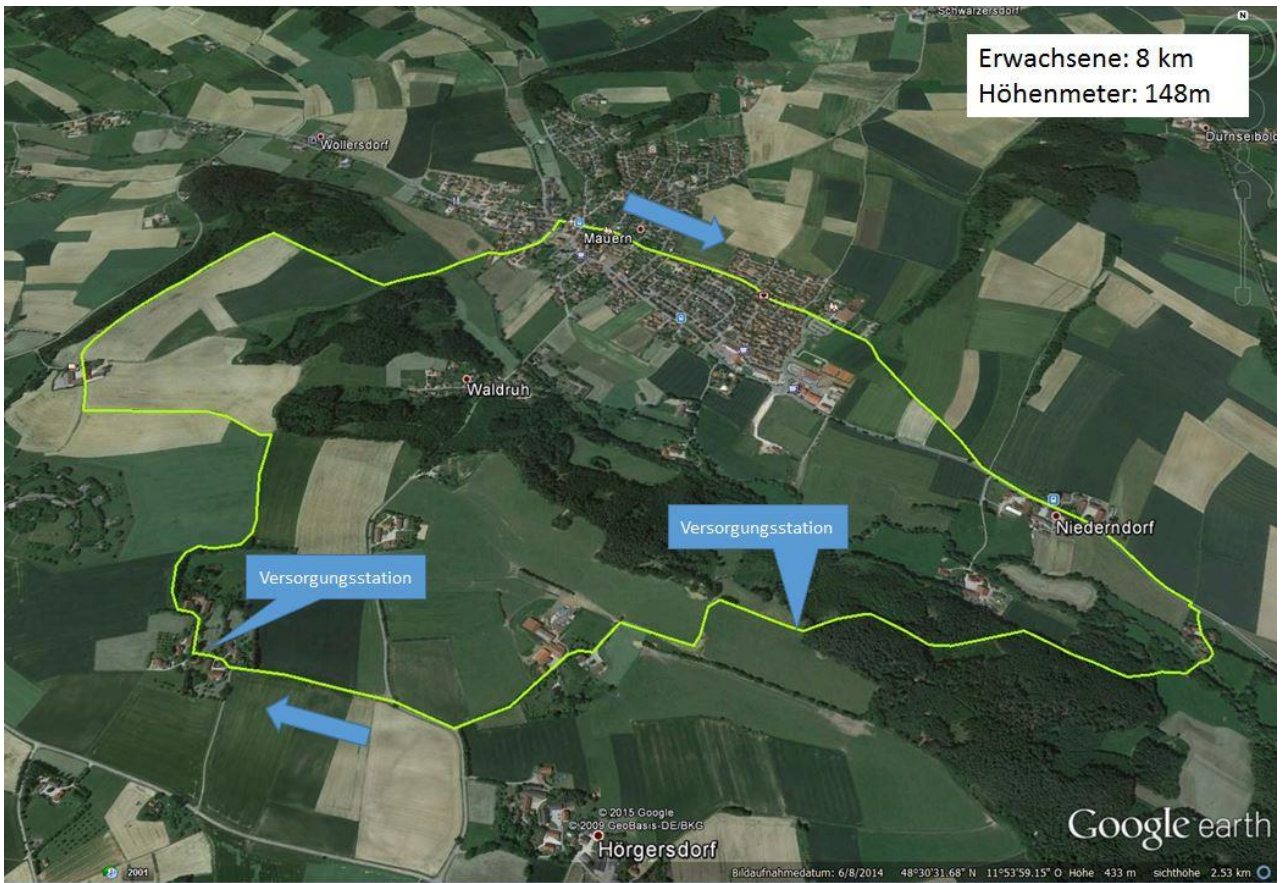 Schwarzersdorf
N
Erwachsene: 8 km
Höhenmeter: 148m
Wollersdorf
Dürnseibold
Mauern
Waldruh
Niederndorf
Versorgungsstation
Versorgungsstation
© 2015 Google
© 2009 GeoBasis-DE/BKG
Hörgersdorf
Google earth
2001
Bildaufnahmedatum: 6/8/2014 48°30'31.68" N 11°53'59.15" O Höhe 433 m sichthöhe 2.53 km